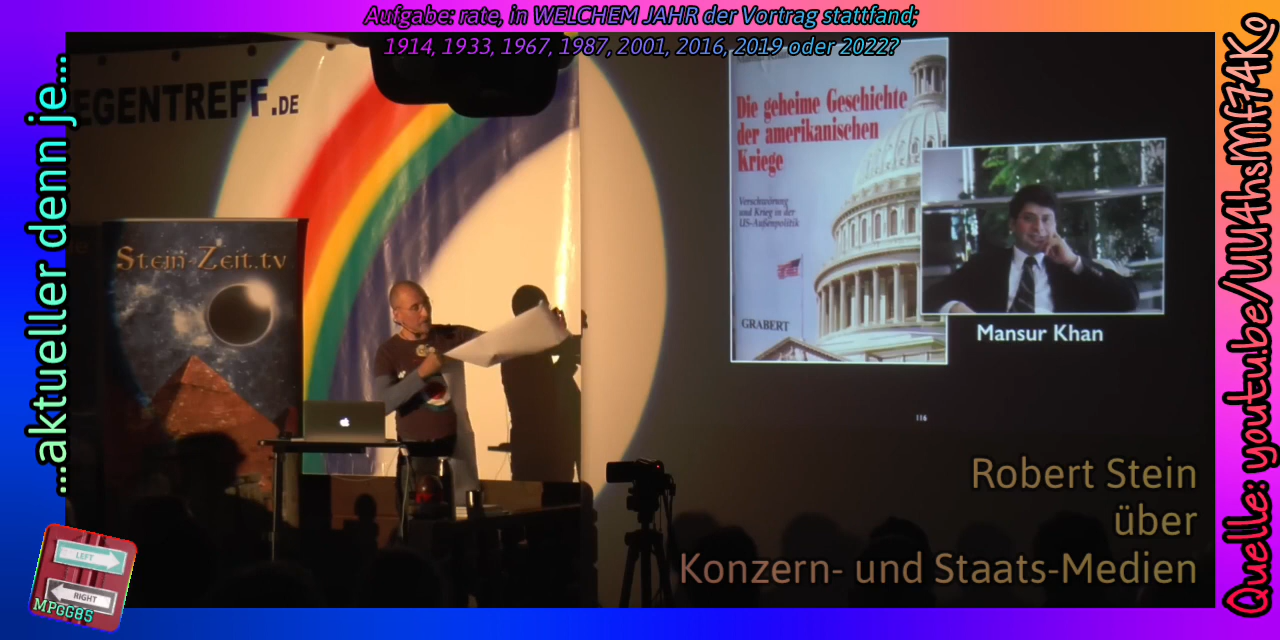 Aufgabe: rate, in WELCHEM JAHR der Vortrag stattfand;
1914, 1933, 1967, 1987, 2001, 2016, 2019 oder 2022?
...aktueller denn je...
EGENTREFF.DE
Stein-Zeit.tv
Die geheime Geschichte
der amerikanischen
Kriege
Verschwörung
und Krieg in der
US-Außenpolitik
GRABERT
Mansur Khan
116
Robert Stein
über
Konzern- und Staats-Medien
Quelle: youtube/UU4hsMf74Ko
LEFT
RIGHT
MPGG85